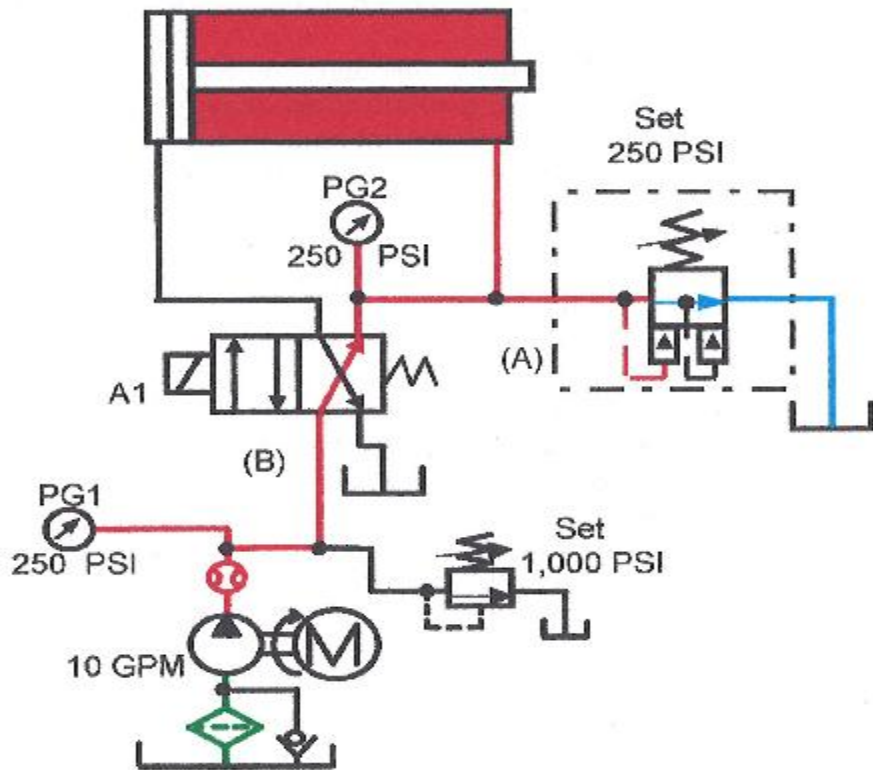 Set
250 PSI
PG2
250 PSI
(A)
A1
(B)
PG1
250 PSI
Set
1,000 PSI
M
10 GPM